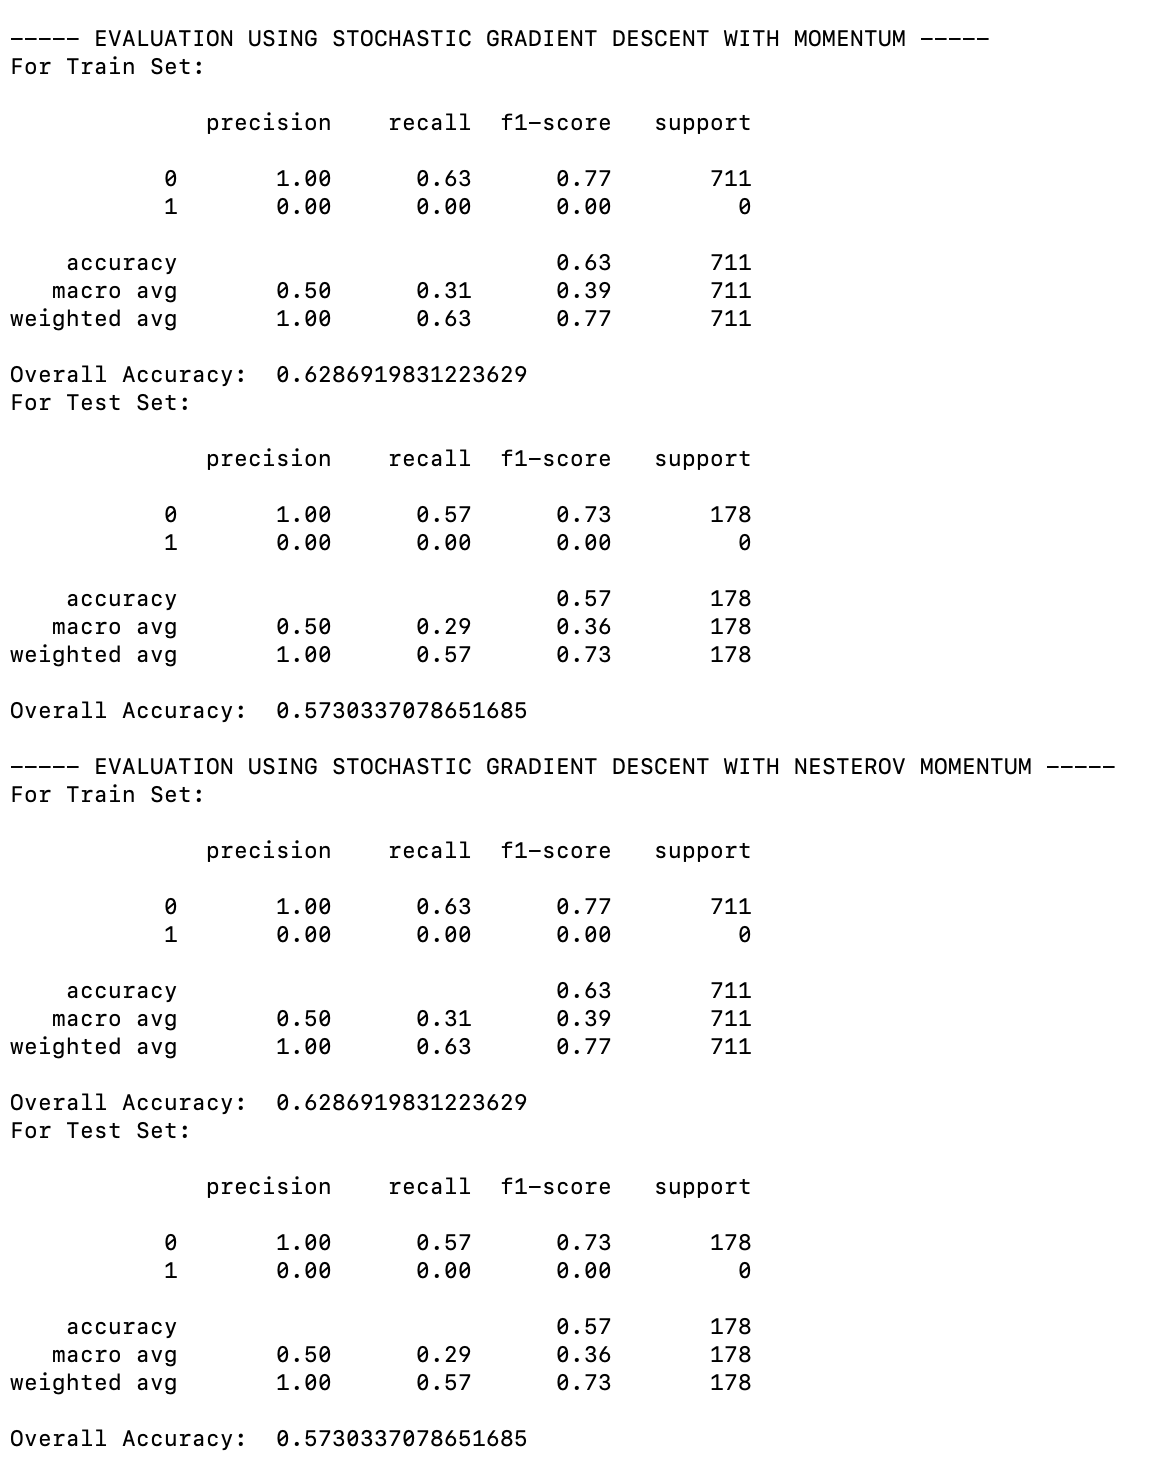 ----- EVALUATION USING STOCHASTIC GRADIENT DESCENT WITH MOMENTUM -----
For Train Set:
precision recall f1-score support
0 1.00 0.63 0.77 711
1 0.00 0.00 0.00 0
accuracy 0.63 711
macro avg 0.50 0.31 0.39 711
weighted avg 1.00 0.63 0.77 711
Overall Accuracy: 0.6286919831223629
For Test Set:
precision recall f1-score support
0 1.00 0.57 0.73 178
1 0.00 0.00 0.00 0
accuracy 0.57 178
macro avg 0.50 0.29 0.36 178
weighted avg 1.00 0.57 0.73 178
Overall Accuracy: 0.5730337078651685
----- EVALUATION USING STOCHASTIC GRADIENT DESCENT WITH NESTEROV MOMENTUM -----
For Train Set:
precision recall f1-score support
0 1.00 0.63 0.77 711
1 0.00 0.00 0.00 0
accuracy 0.63 711
macro avg 0.50 0.31 0.39 711
weighted avg 1.00 0.63 0.77 711
Overall Accuracy: 0.6286919831223629
For Test Set:
precision recall f1-score support
0 1.00 0.57 0.73 178
1 0.00 0.00 0.00 0
accuracy 0.57 178
macro avg 0.50 0.29 0.36 178
weighted avg 1.00 0.57 0.73 178
Overall Accuracy: 0.5730337078651685